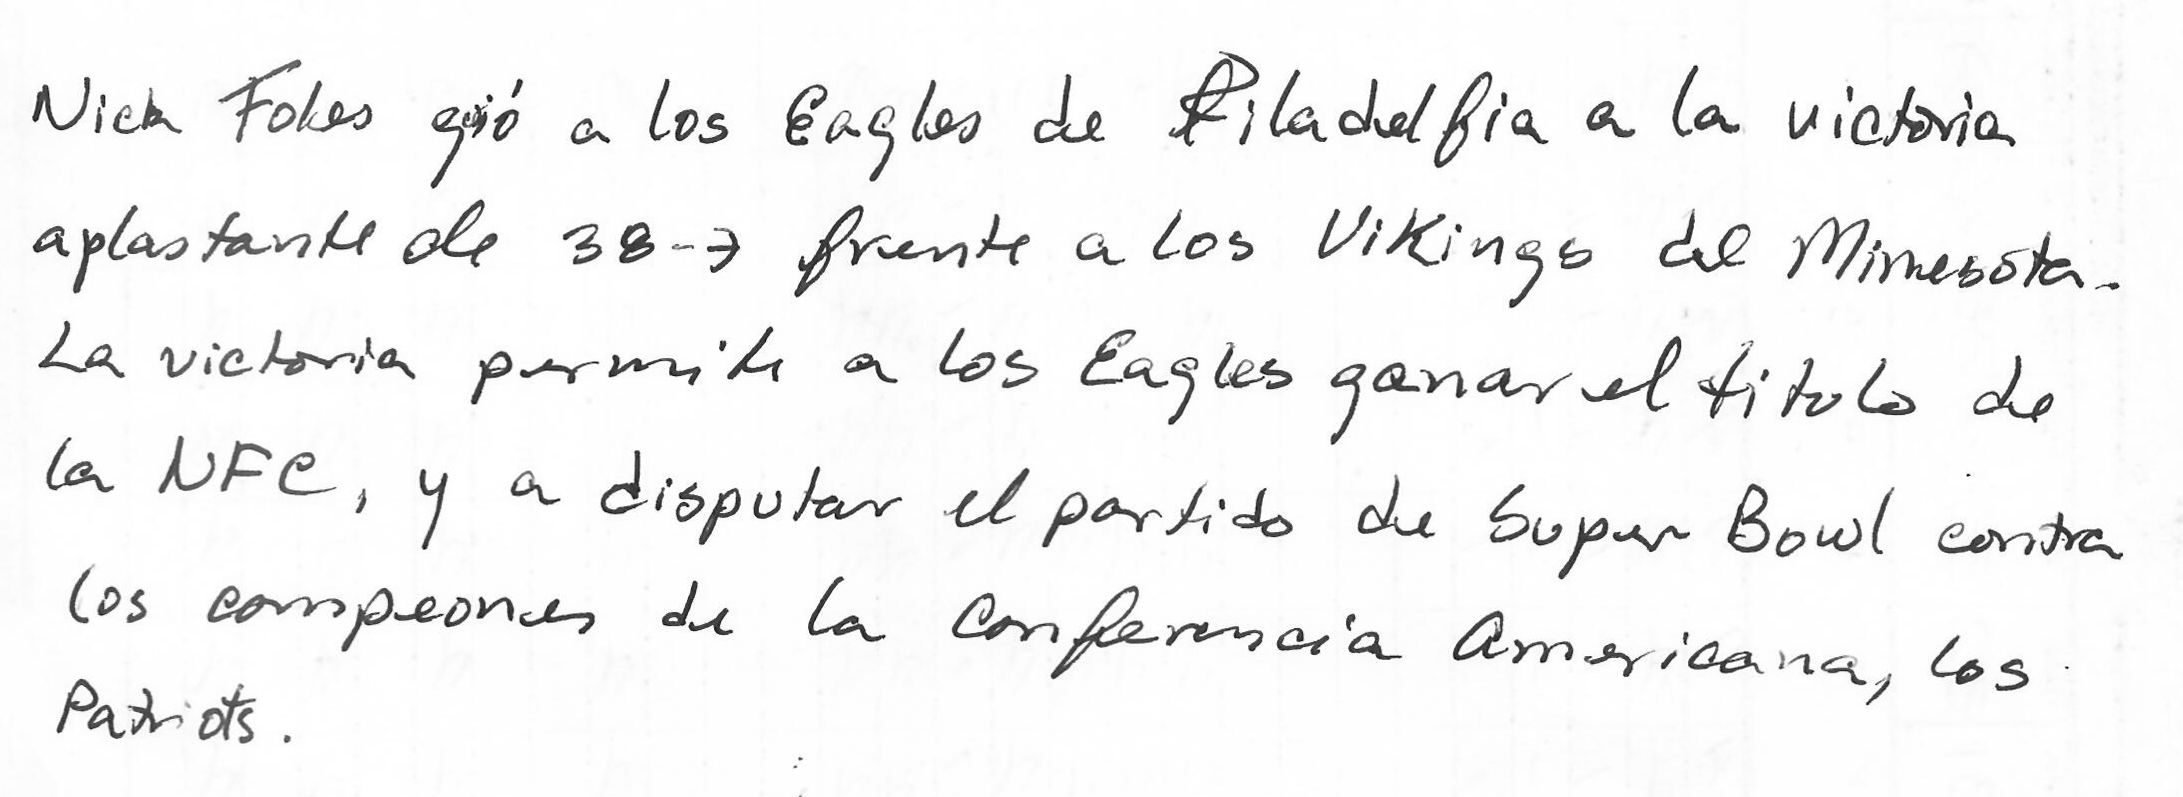 Nick Foles gió a los Eagles de Filadelfia a la victoria
aplastante de 38-7 frente a los Vikings del Minnesota.
La victoria permite a los Eagles ganar el titulo de
la NFC, y a disputar el partido de Super Bowl contra
los campeones de la Conferencia Americana, los
Patriots.